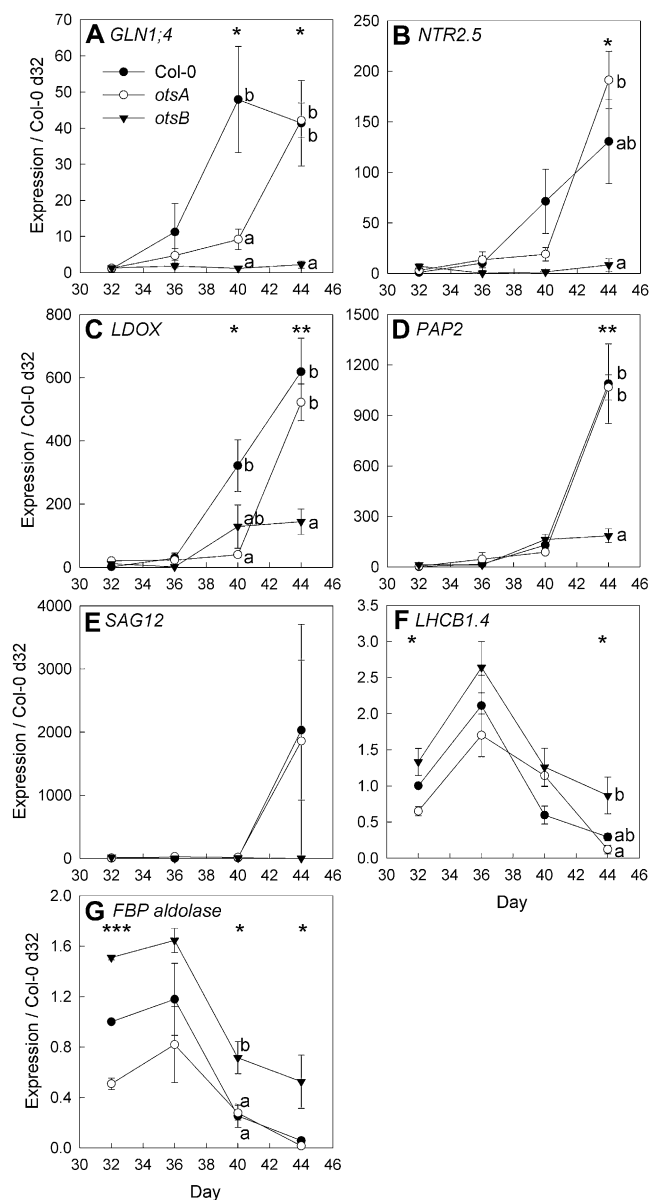 A GLN1;4 * *
Col-0
otsA
otsB
b b b a a a
Expression / Col-0 d32
70 60 50 40 30 20 10 0
30 32 34 36 38 40 42 44 46
B NTR2.5 *
b ab a
250 200 150 100 50 0
30 32 34 36 38 40 42 44 46
C LDOX * **
b b b ab a a
Expression / Col-0 d32
800 600 400 200 0
30 32 34 36 38 40 42 44 46
D PAP2 **
b b a
1500 1200 900 600 300 0
30 32 34 36 38 40 42 44 46
E SAG12
Expression / Col-0 d32
4000 3000 2000 1000 0
30 32 34 36 38 40 42 44 46
F LHCB1.4
* *
b ab a
3.5 3.0 2.5 2.0 1.5 1.0 0.5 0.0
30 32 34 36 38 40 42 44 46
Day
G FBP aldolase
*** * *
b a a
Expression / Col-0 d32
2.0 1.6 1.2 0.8 0.4 0.0
30 32 34 36 38 40 42 44 46
Day